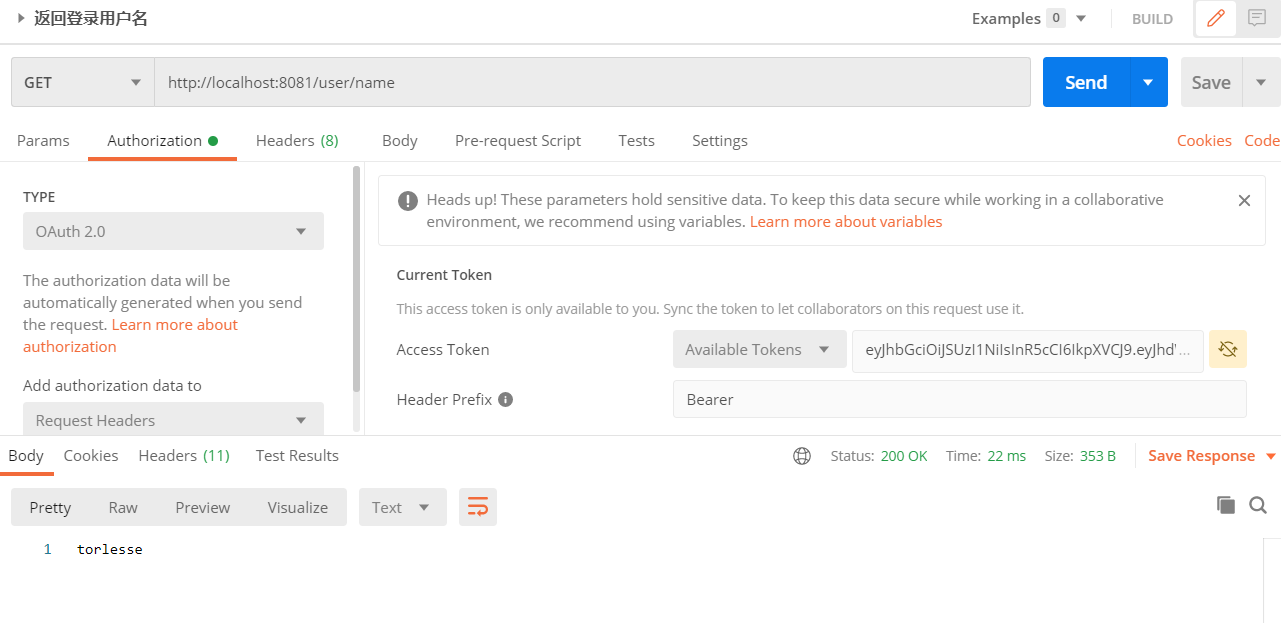 返回登录用户名 Examples 0 BUILD
GET http://localhost:8081/user/name Send Save
Params Authorization Headers (8) Body Pre-request Script Tests Settings Cookies Code
TYPE
OAuth 2.0
The authorization data will be
automatically generated when you send
the request. Learn more about
authorization
Add authorization data to
Request Headers
Heads up! These parameters hold sensitive data. To keep this data secure while working in a collaborative
environment, we recommend using variables. Learn more about variables
Current Token
This access token is only available to you. Sync the token to let collaborators on this request use it.
Access Token Available Tokens eyJhbGciOiJSUzI1NiIsInR5cCI6IkpXVCJ9.eyJhd'...
Header Prefix Bearer
Body Cookies Headers (11) Test Results Status: 200 OK Time: 22 ms Size: 353 B Save Response
Pretty Raw Preview Visualize Text
1 torlesse